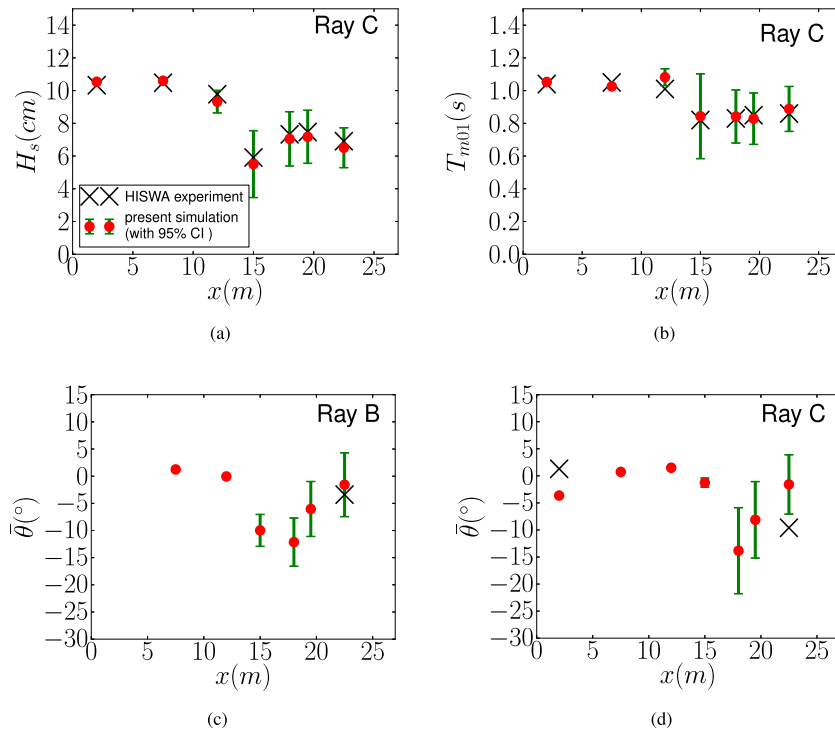 Ray C
14
12
10
8
6
4
2
0
H_s(cm)
HISWA experiment
present simulation
(with 95% CI )
0 5 10 15 20 25
x(m)
(a)
Ray C
1.4
1.2
1.0
0.8
0.6
0.4
0.2
0.0
T_{m01}(s)
0 5 10 15 20 25
x(m)
(b)
Ray B
15
10
5
0
−5
−10
−15
−20
−25
−30
θ̄(°)
0 5 10 15 20 25
x(m)
(c)
Ray C
15
10
5
0
−5
−10
−15
−20
−25
−30
θ̄(°)
0 5 10 15 20 25
x(m)
(d)